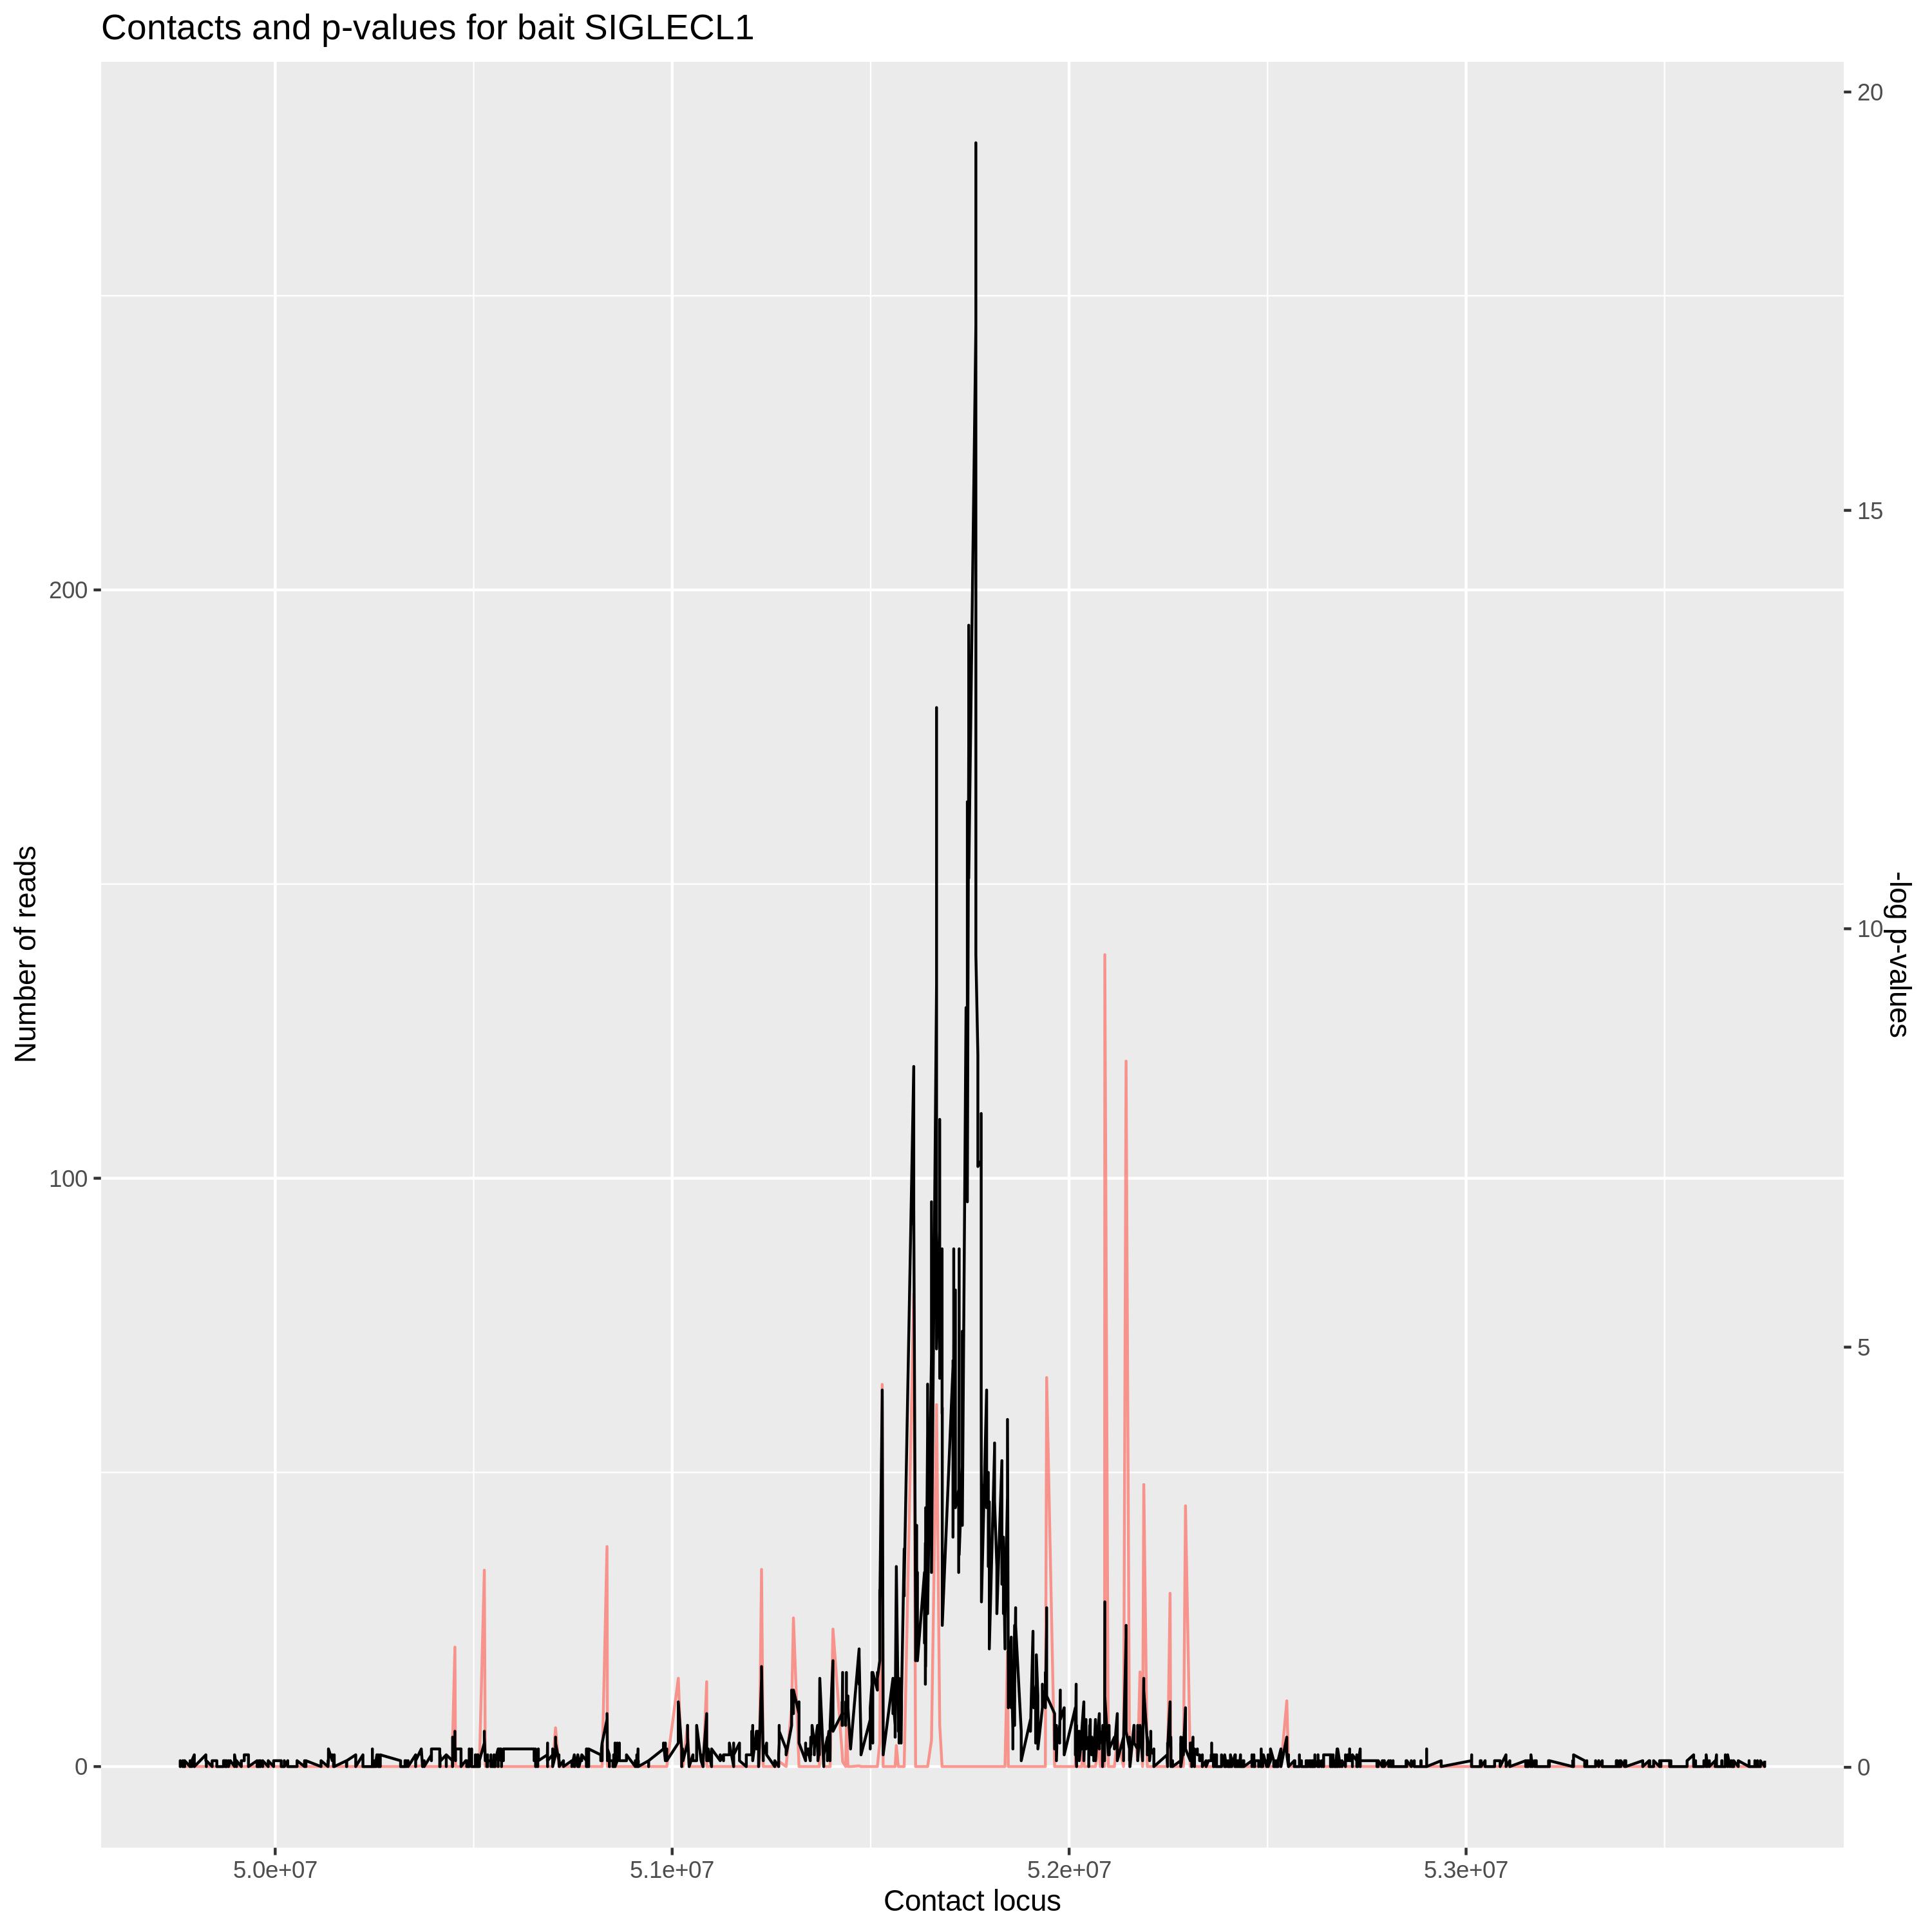 Contacts and p-values for bait SIGLECL1
20
15
200
10
Number of reads
-log p-values
100
5
0
0
5.0e+07
5.1e+07
5.2e+07
5.3e+07
Contact locus